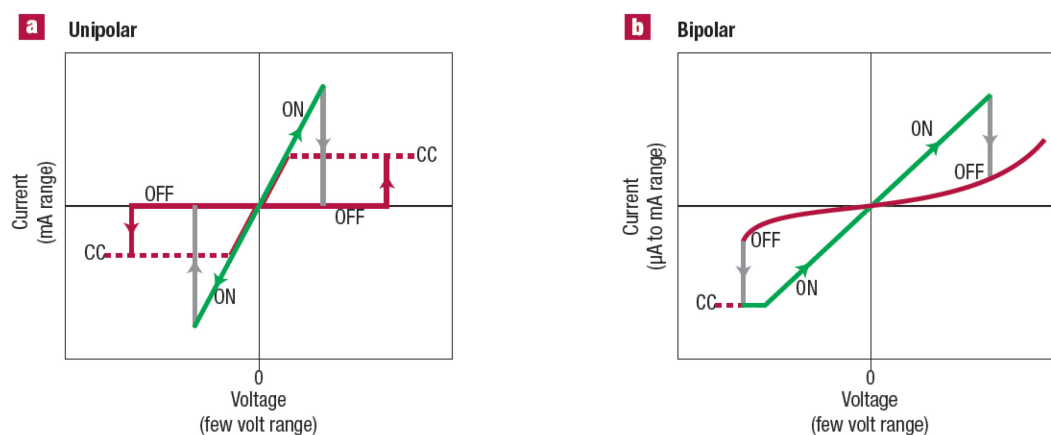 a Unipolar
Current
(mA range)
ON
CC
OFF
OFF
CC
ON
0
Voltage
(few volt range)
b Bipolar
Current
(µA to mA range)
ON
OFF
OFF
ON
CC
0
Voltage
(few volt range)